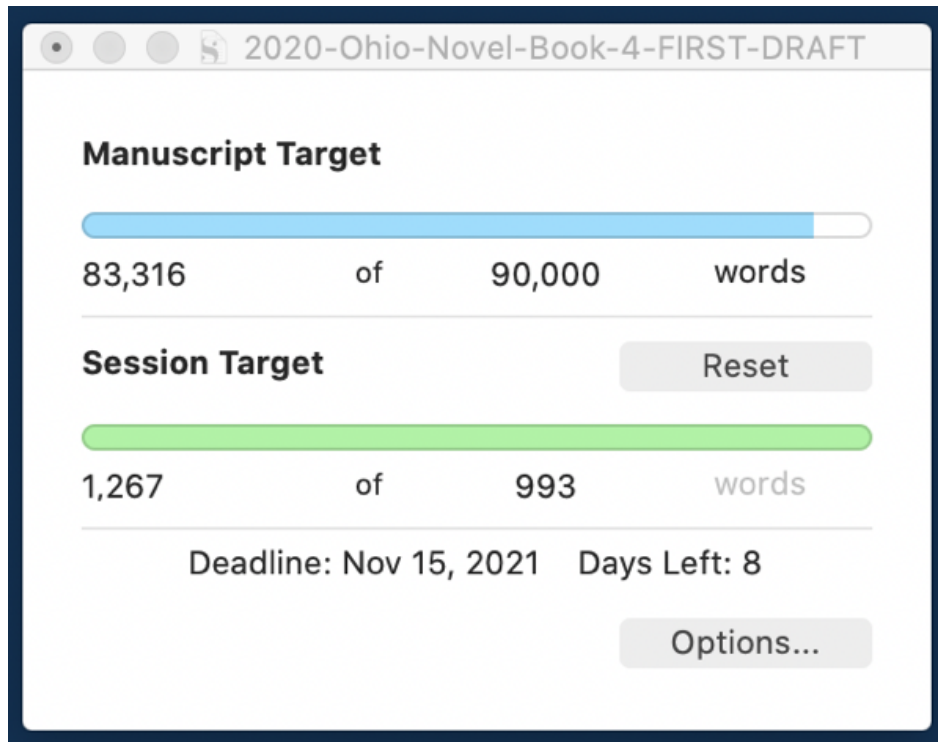 2020-Ohio-Novel-Book-4-FIRST-DRAFT
Manuscript Target
83,316 of 90,000 words
Session Target Reset
1,267 of 993 words
Deadline: Nov 15, 2021 Days Left: 8
Options...